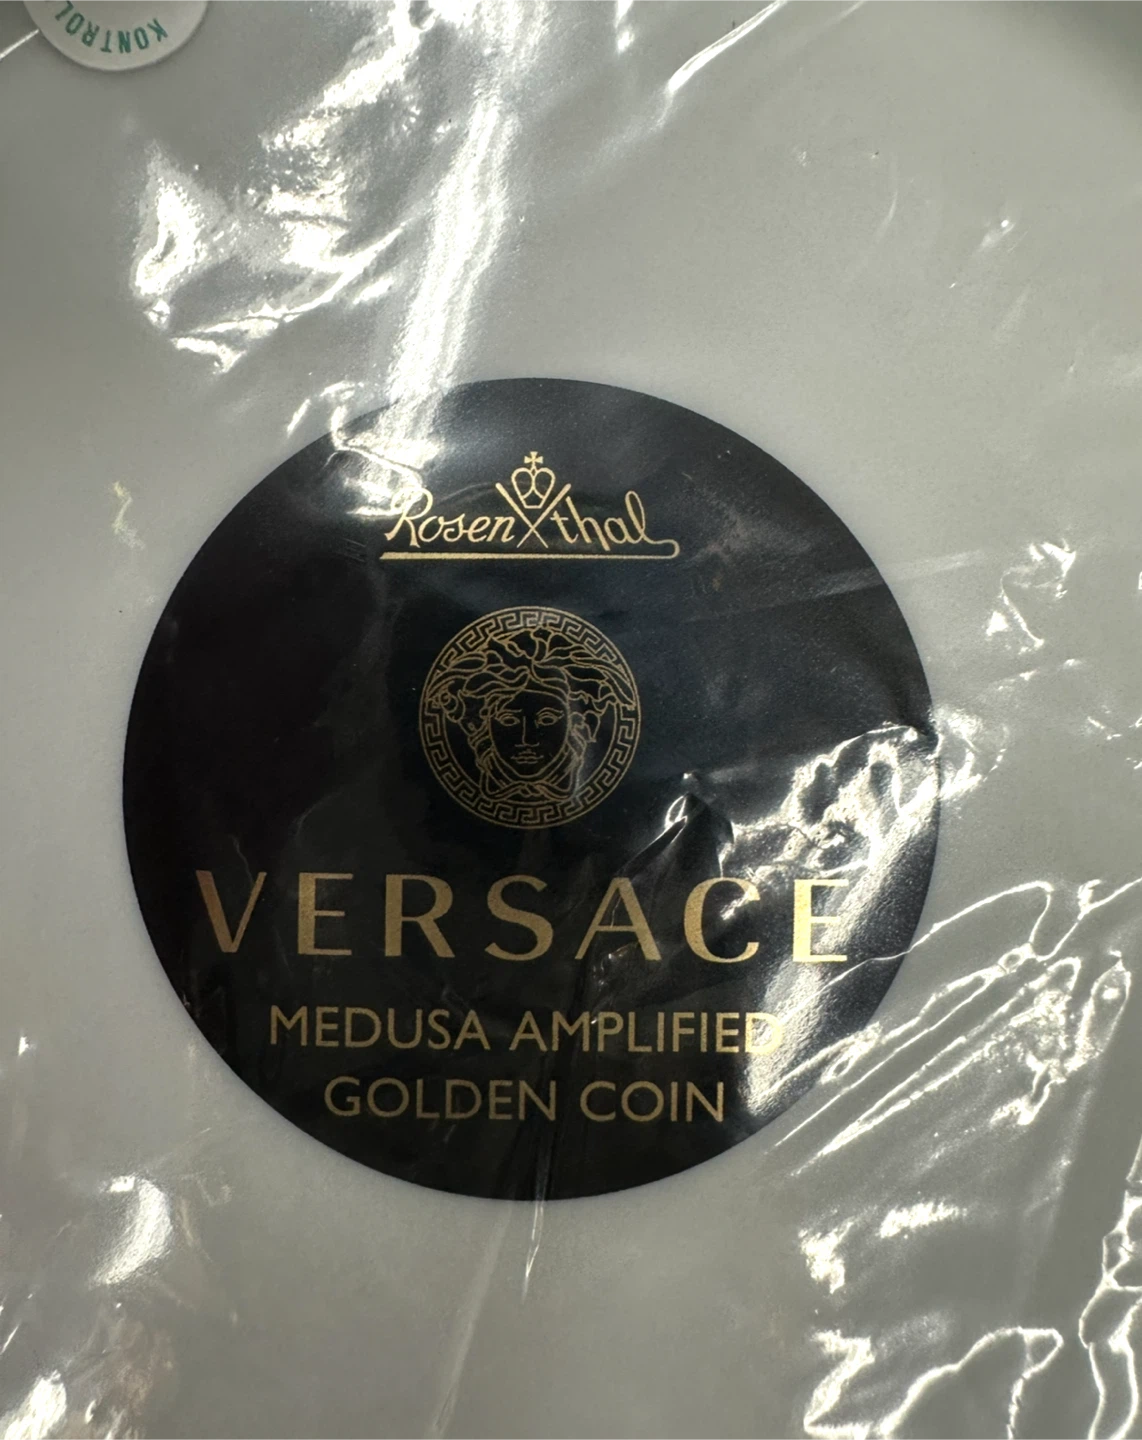 KONTROL
Rosenthal
VERSACE
MEDUSA AMPLIFIED
GOLDEN COIN